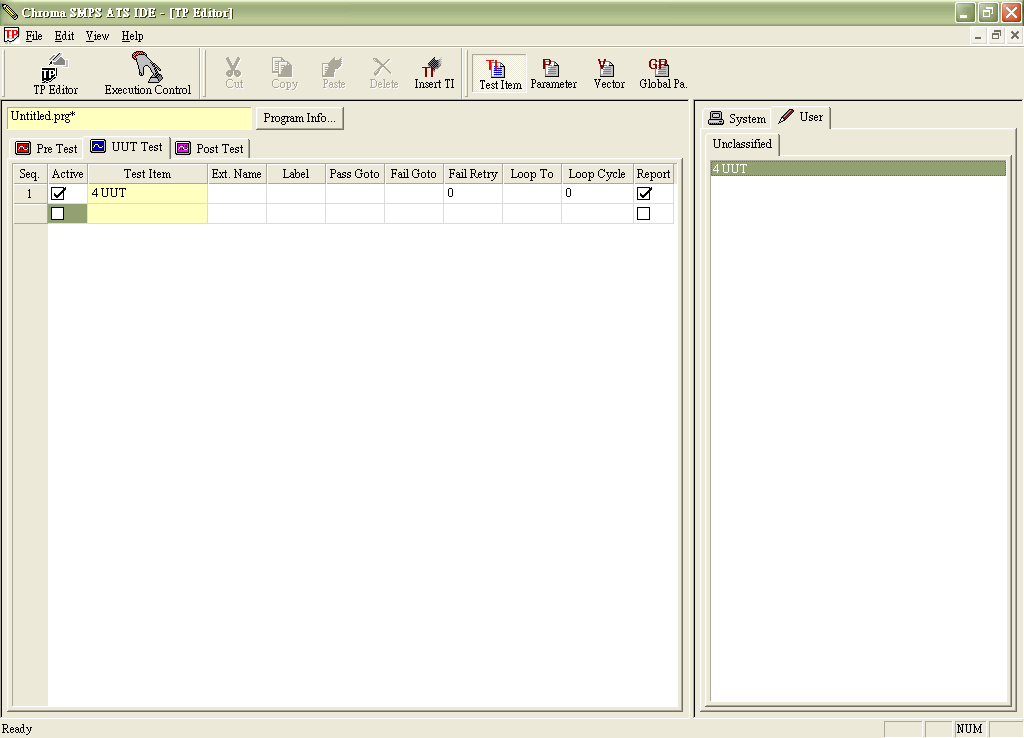 Chroma SMPS ATS IDE - [TP Editor]
TP File Edit View Help
TP Editor Execution Control Cut Copy Paste Delete Insert TI Test Item Parameter Vector Global Pa.
Untitled.prg* Program Info...
Pre Test UUT Test Post Test
Seq. Active Test Item Ext. Name Label Pass Goto Fail Goto Fail Retry Loop To Loop Cycle Report
1 4 UUT 0 0
System User
Unclassified
4 UUT
Ready NUM